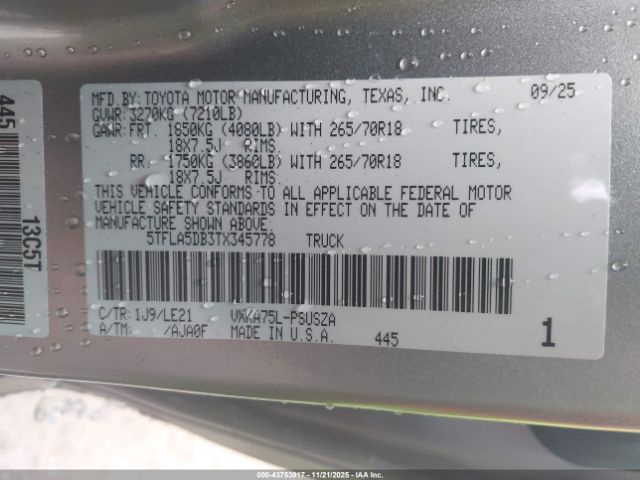 MFD.BY:TOYOTA MOTOR MANUFACTURING, TEXAS, INC. 09/25
GVWR:3270KG (7210LB)
GAWR:FRT. 1850KG (4080LB) WITH 265/70R18 TIRES,
18X7.5J RIMS
RR. 1750KG (3860LB) WITH 265/70R18 TIRES,
18X7.5J RIMS
THIS VEHICLE CONFORMS TO ALL APPLICABLE FEDERAL MOTOR
VEHICLE SAFETY STANDARDS IN EFFECT ON THE DATE OF
MANUFACTURE SHOWN ABOVE.
5TFLA5DB3TX345778 TRUCK
C/TR:1J9/LE21 VXKA75L-PSUSZA
A/TM: /AJA0F MADE IN U.S.A. 445 1
445
13C5T
000-43753917 - 11/21/2025 - IAA Inc.